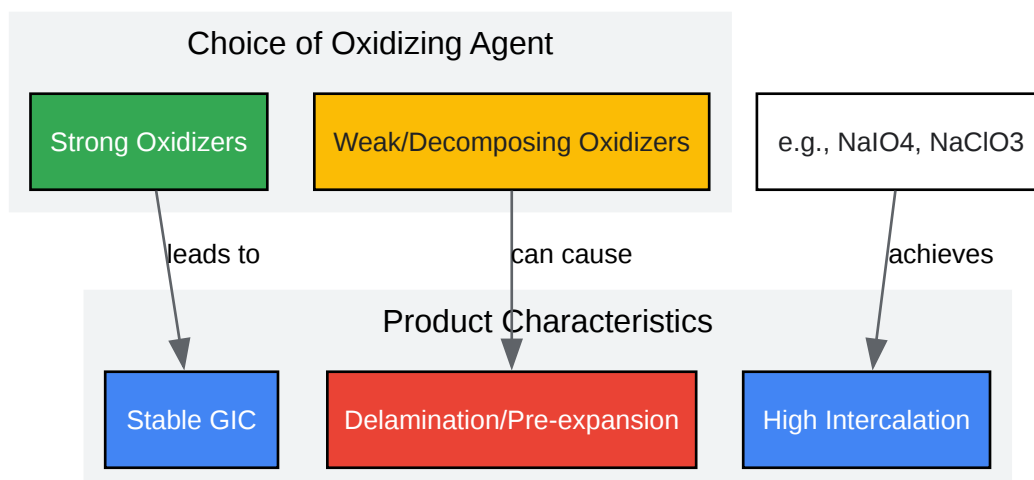 Choice of Oxidizing Agent
Strong Oxidizers
Weak/Decomposing Oxidizers
e.g., NaIO4, NaClO3
leads to
can cause
achieves
Product Characteristics
Stable GIC
Delamination/Pre-expansion
High Intercalation